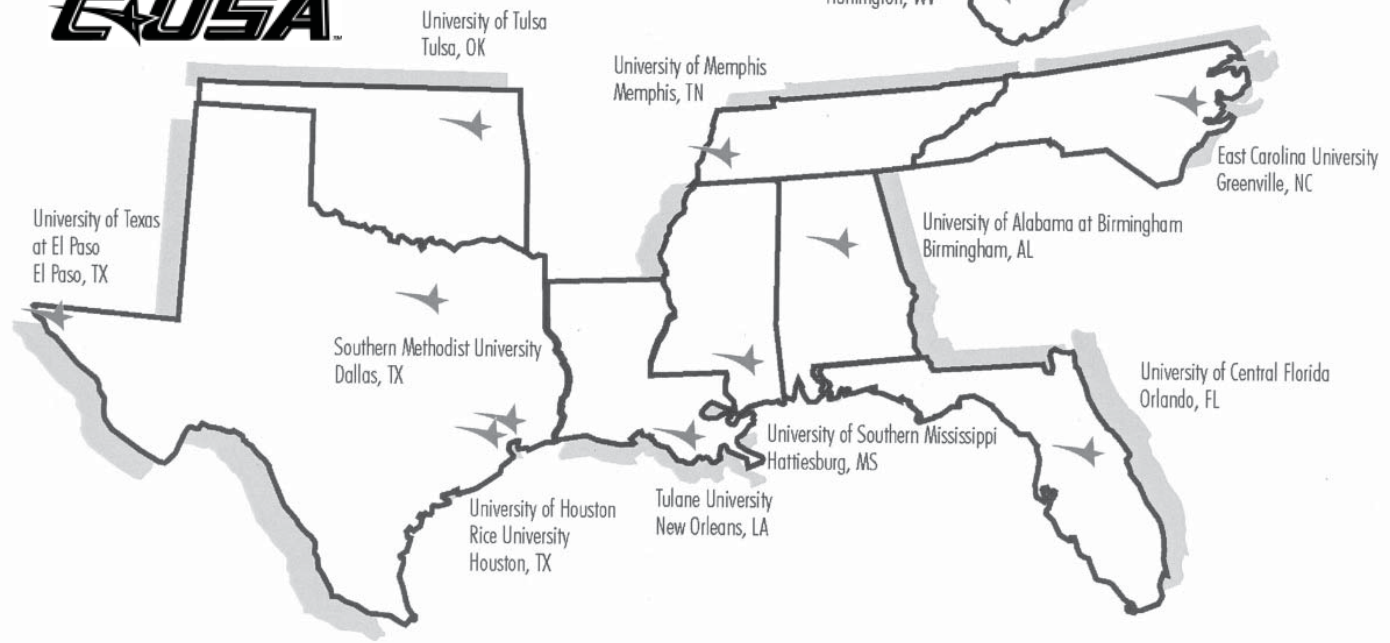 C USA
University of Tulsa
Tulsa, OK
University of Memphis
Memphis, TN
East Carolina University
Greenville, NC
University of Texas
at El Paso
El Paso, TX
University of Alabama at Birmingham
Birmingham, AL
Southern Methodist University
Dallas, TX
University of Central Florida
Orlando, FL
University of Southern Mississippi
Hattiesburg, MS
University of Houston
Rice University
Houston, TX
Tulane University
New Orleans, LA